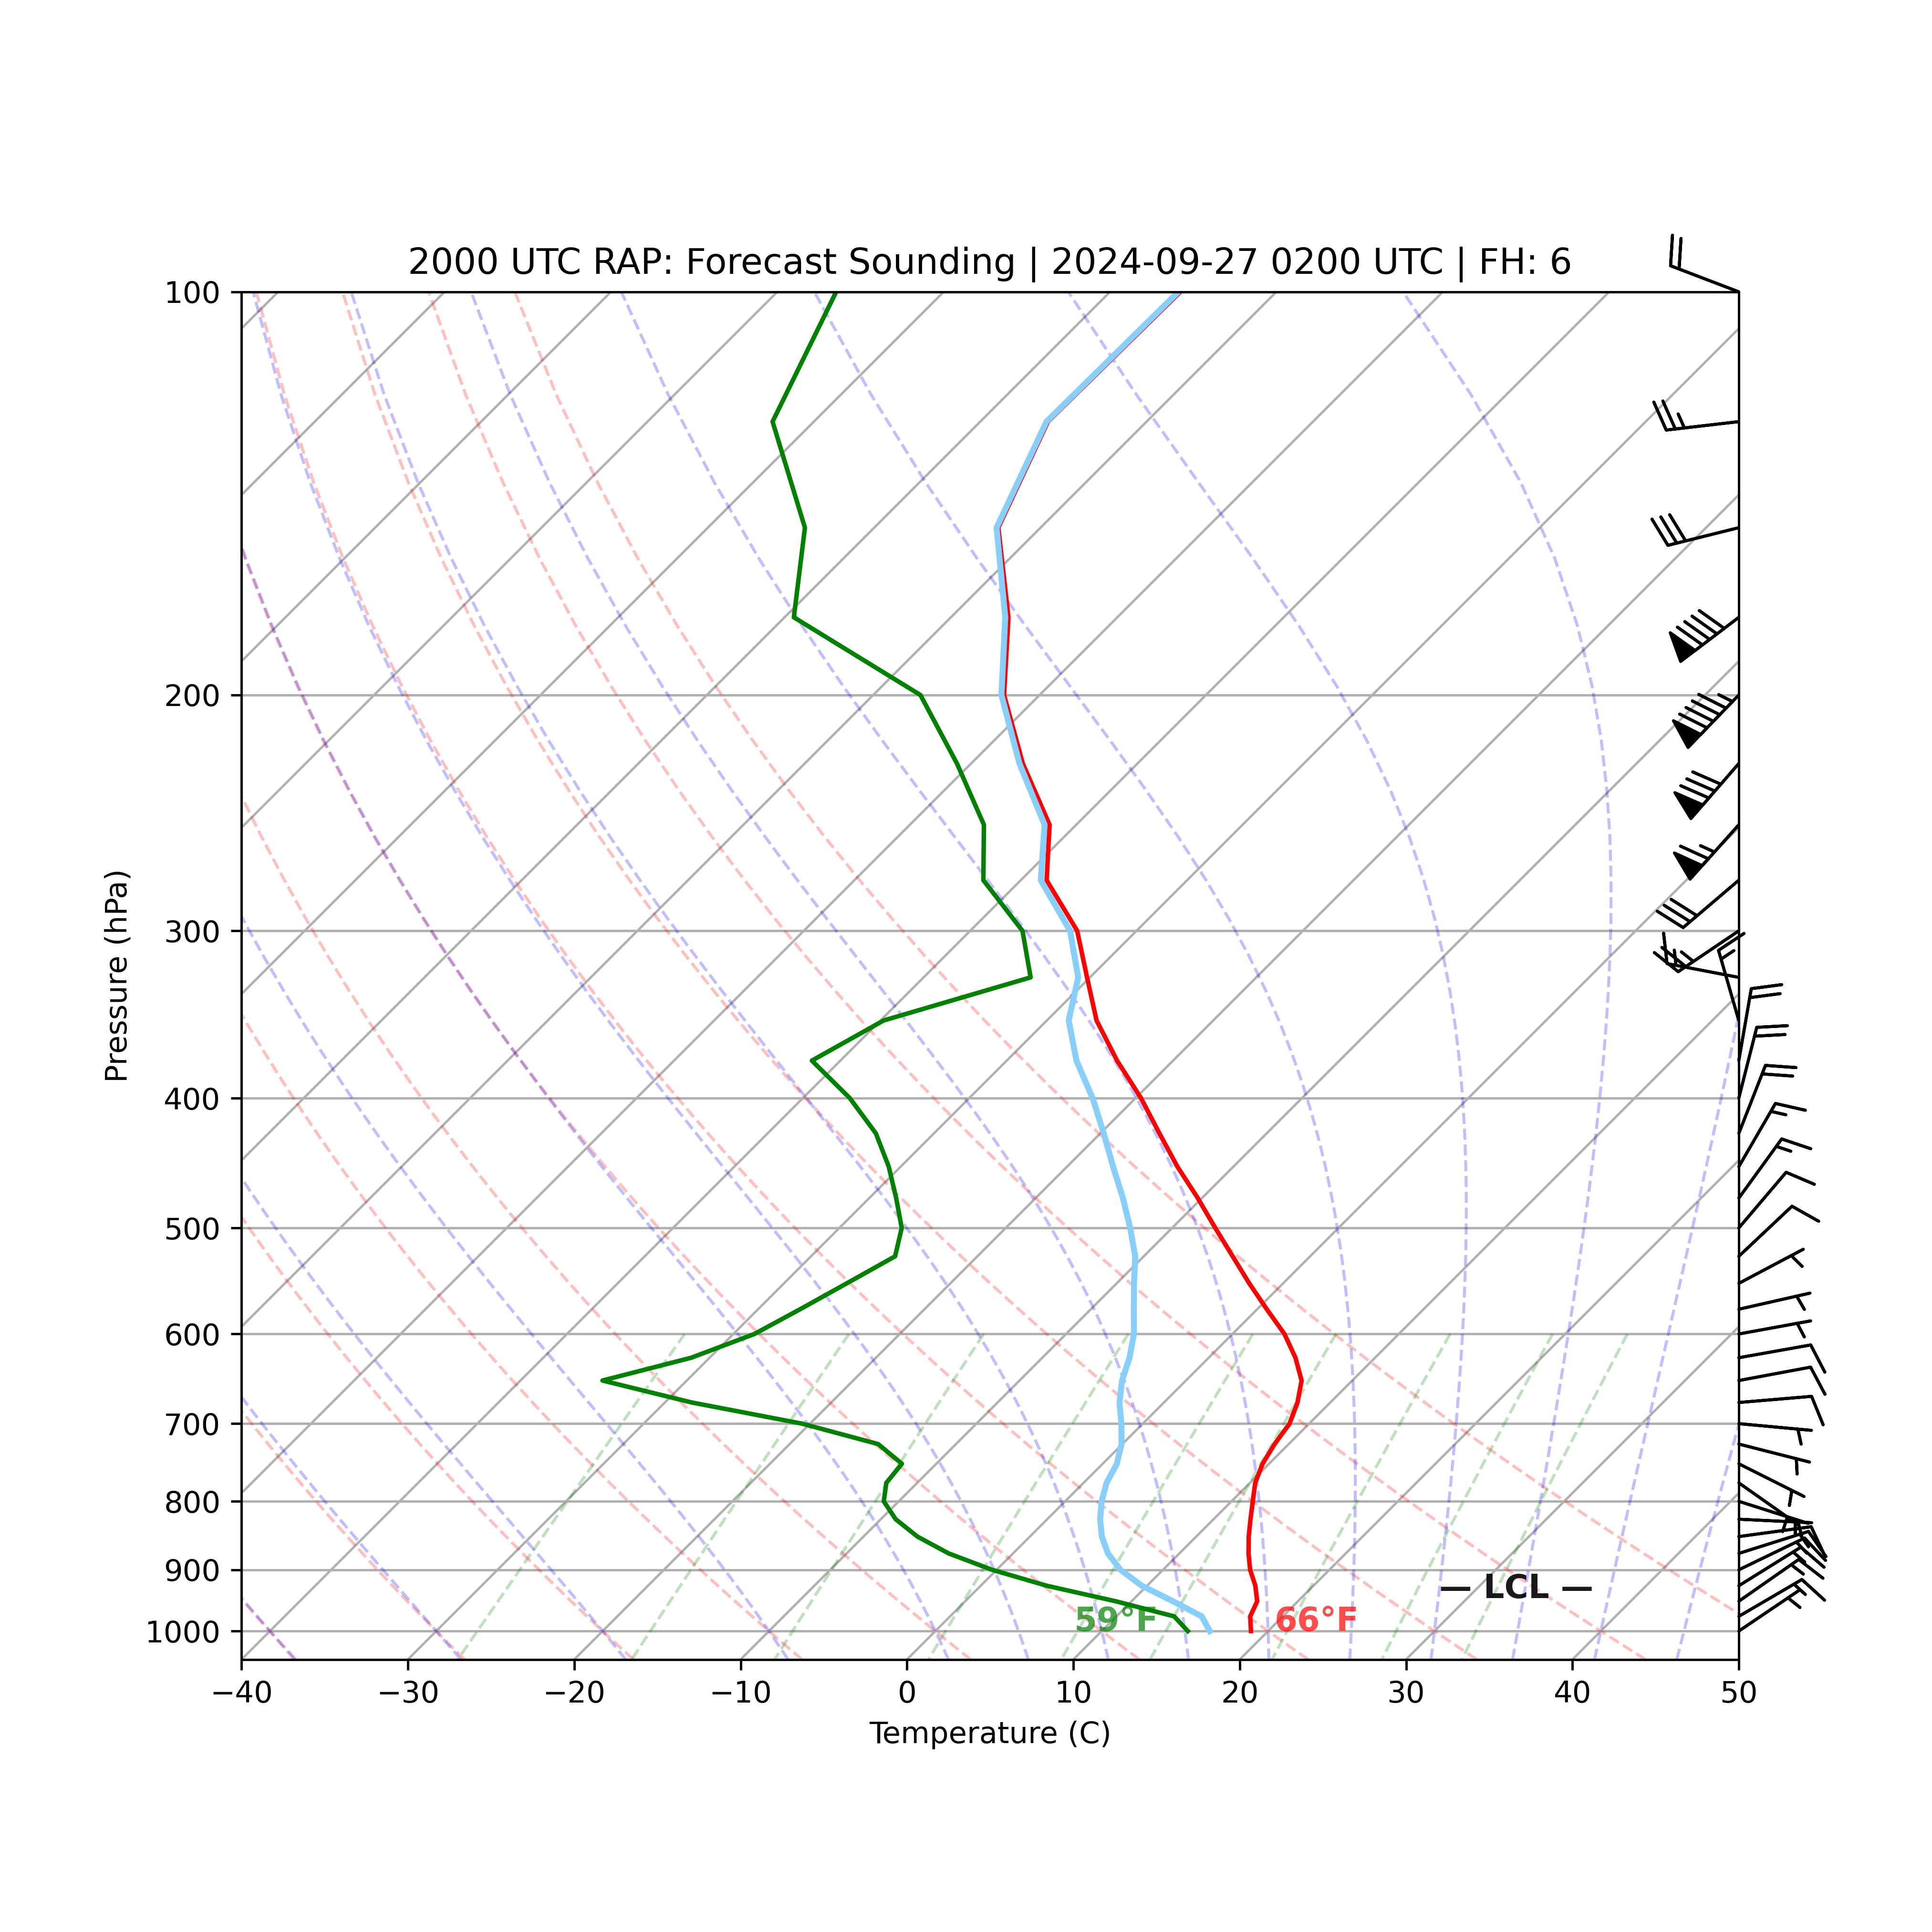 2000 UTC RAP: Forecast Sounding | 2024-09-27 0200 UTC | FH: 6
100
200
300
400
500
600
700
800
900
1000
Pressure (hPa)
— LCL —
59°F 66°F
−40 −30 −20 −10 0 10 20 30 40 50
Temperature (C)